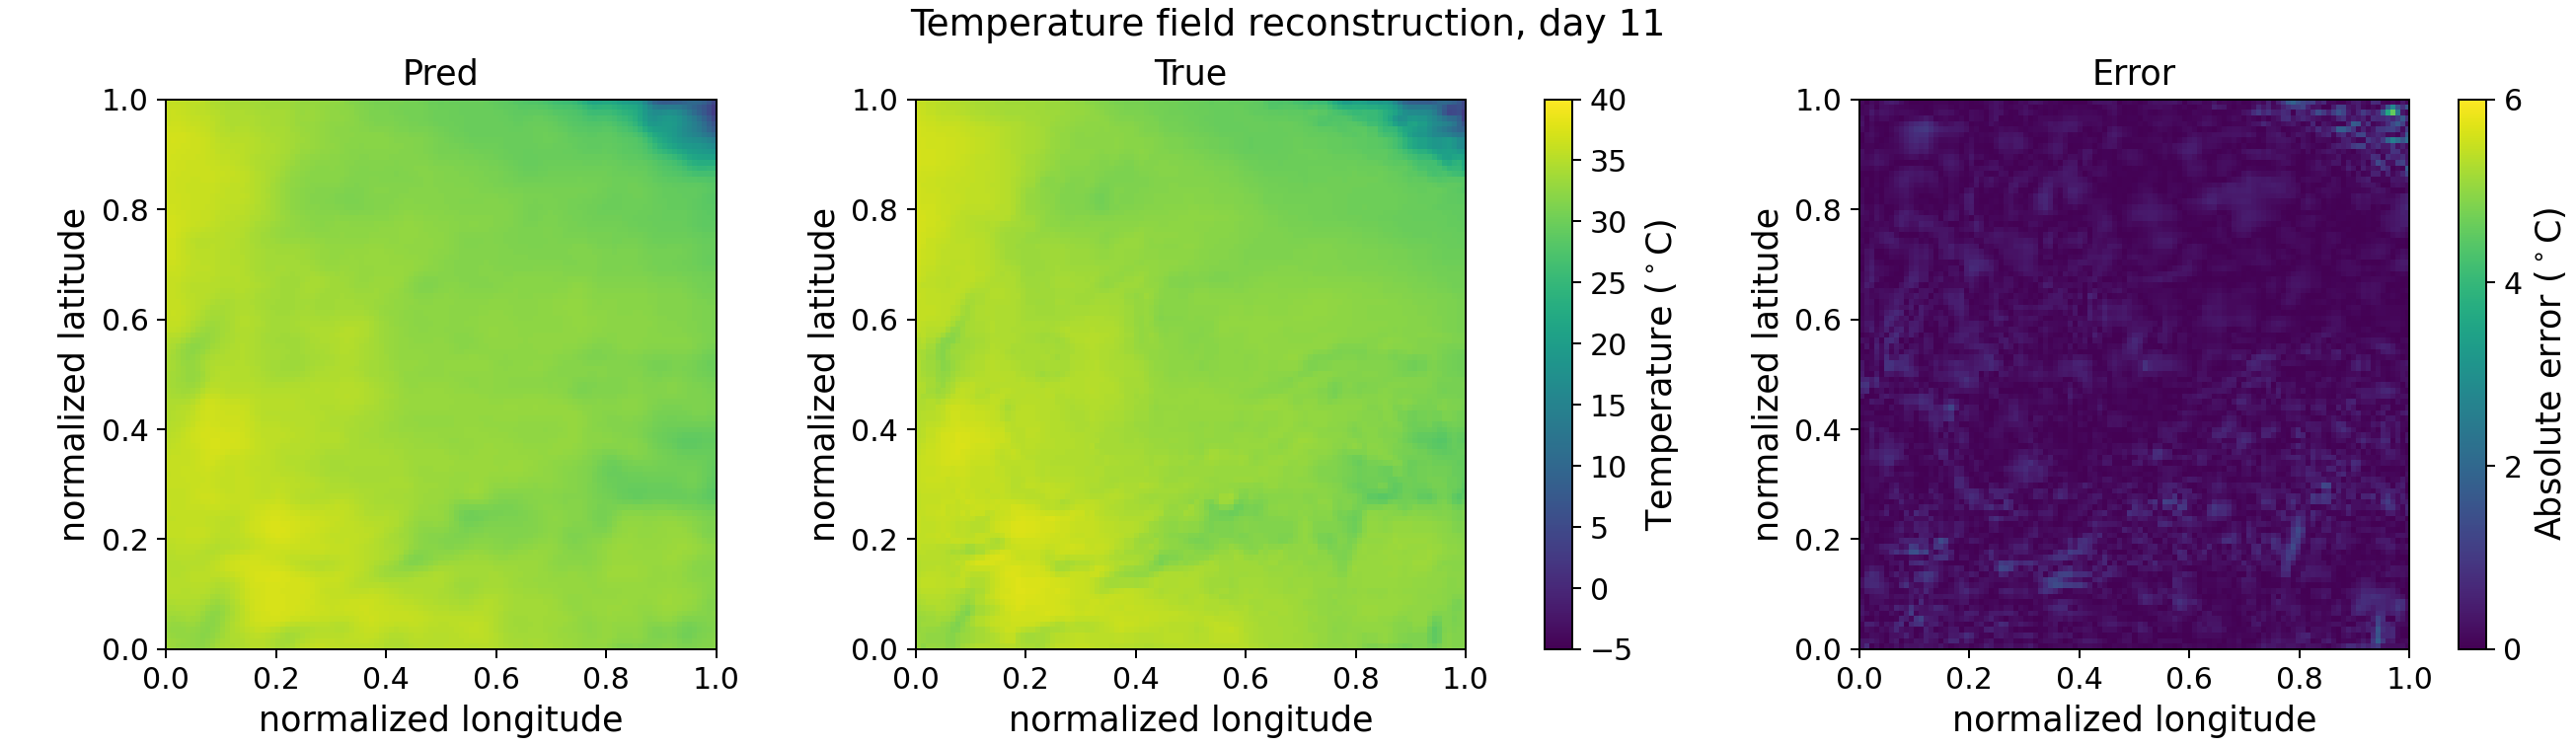 Temperature field reconstruction, day 11
Pred
1.0
0.8
0.6
0.4
0.2
0.0
0.0 0.2 0.4 0.6 0.8 1.0
normalized longitude
normalized latitude
True
1.0
0.8
0.6
0.4
0.2
0.0
0.0 0.2 0.4 0.6 0.8 1.0
normalized longitude
normalized latitude
40
35
30
25
20
15
10
5
0
−5
Temperature (°C)
Error
1.0
0.8
0.6
0.4
0.2
0.0
0.0 0.2 0.4 0.6 0.8 1.0
normalized longitude
normalized latitude
6
4
2
0
Absolute error (°C)